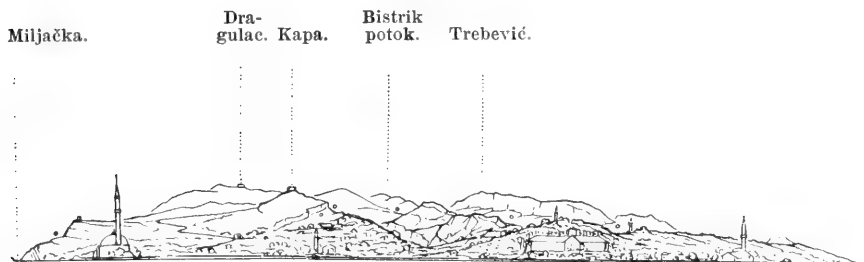 Miljačka.
Dra-
gulac.
Kapa.
Bistrik
potok.
Trebević.